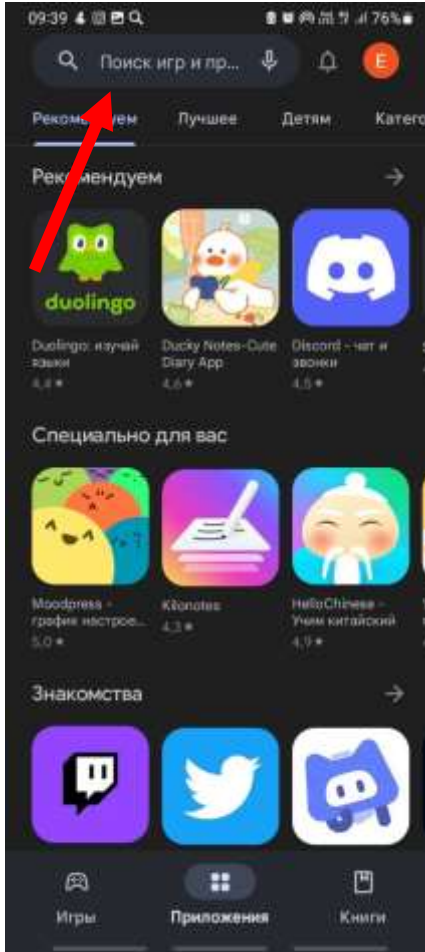 09:39
76%
Поиск игр и пр...
E
Лучшее
Детям
Катего
Рекомендуем
duolingo
Duolingo: изучай
языки
4,4★
Ducky Notes-Cute
Diary App
4,6★
Discord – чат и
звонки
4,5★
Специально для вас
Moodpress –
график настрое...
5,0★
Kilonotes
4,3★
HelloChinese –
Учим китайский
4,9★
Знакомства
Игры
Приложения
Книги